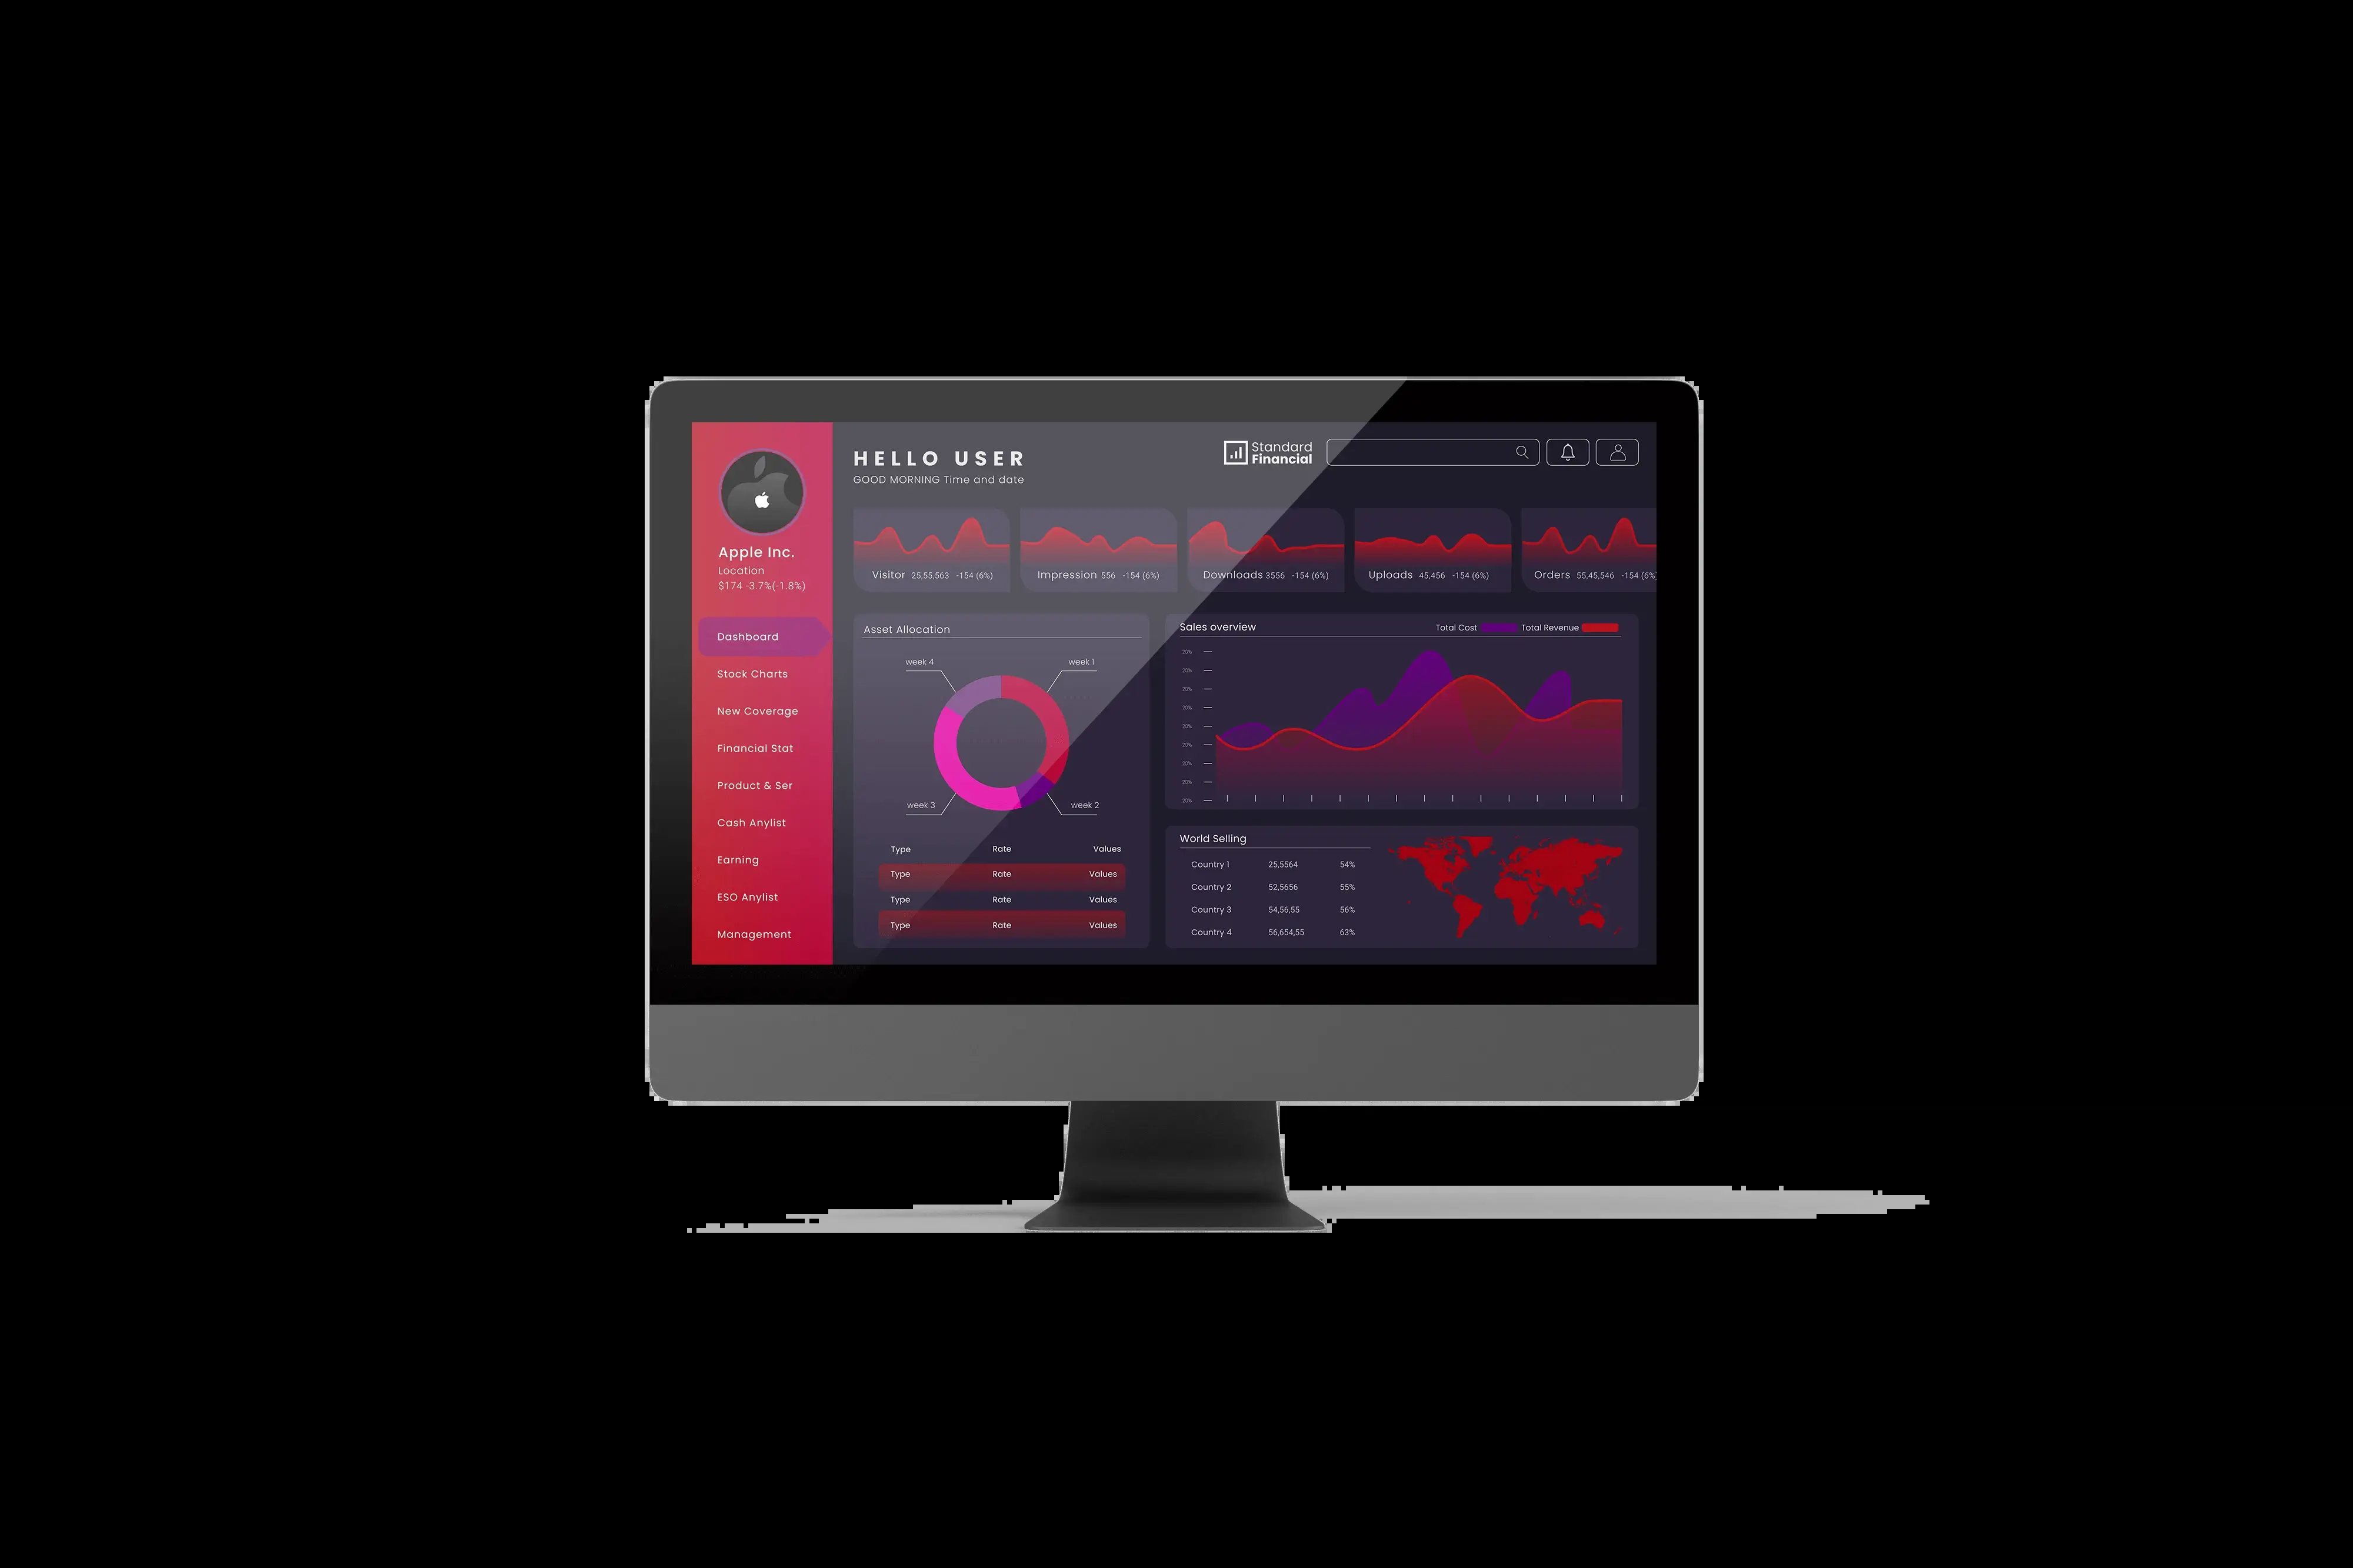 Apple Inc.
Location
$174 -3.7%(-1.8%)
Dashboard
Stock Charts
New Coverage
Financial Stat
Product & Ser
Cash Anylist
Earning
ESO Anylist
Management
HELLO USER
GOOD MORNING Time and date
Standard
Financial
Visitor 25,55,563 -154 (6%)
Impression 556 -154 (6%)
Downloads 3556 -154 (6%)
Uploads 45,456 -154 (6%)
Orders 55,45,546 -154 (6%)
Asset Allocation
week 4
week 1
week 3
week 2
Type Rate Values
Type Rate Values
Type Rate Values
Type Rate Values
Sales overview
Total Cost Total Revenue
20%
20%
20%
20%
20%
20%
20%
20%
20%
World Selling
Country 1 25,5564 54%
Country 2 52,5656 55%
Country 3 54,56,55 56%
Country 4 56,654,55 63%